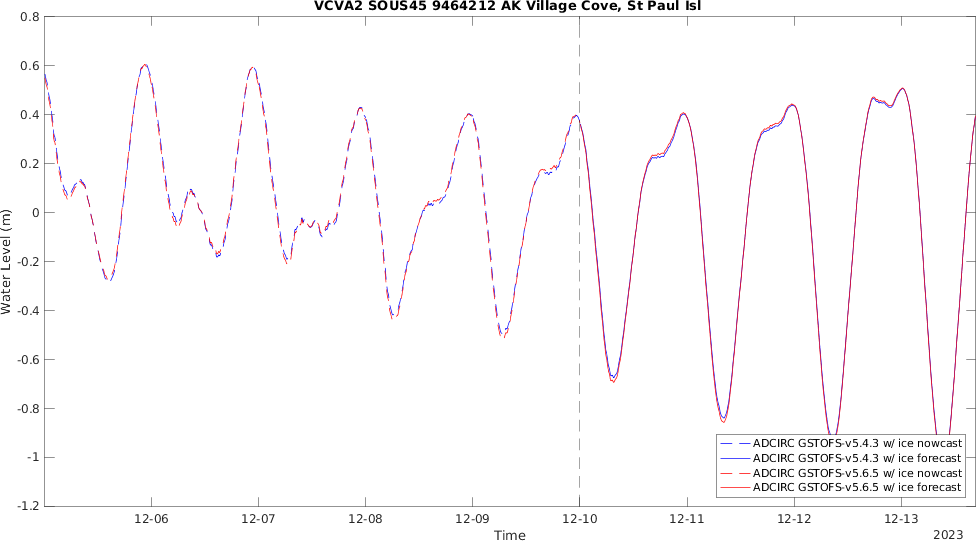 VCVA2 SOUS45 9464212 AK Village Cove, St Paul Isl
0.8
0.6
0.4
0.2
0
-0.2
-0.4
-0.6
-0.8
-1
-1.2
Water Level (m)
ADCIRC GSTOFS-v5.4.3 w/ ice nowcast
ADCIRC GSTOFS-v5.4.3 w/ ice forecast
ADCIRC GSTOFS-v5.6.5 w/ ice nowcast
ADCIRC GSTOFS-v5.6.5 w/ ice forecast
12-06 12-07 12-08 12-09 12-10 12-11 12-12 12-13
Time
2023